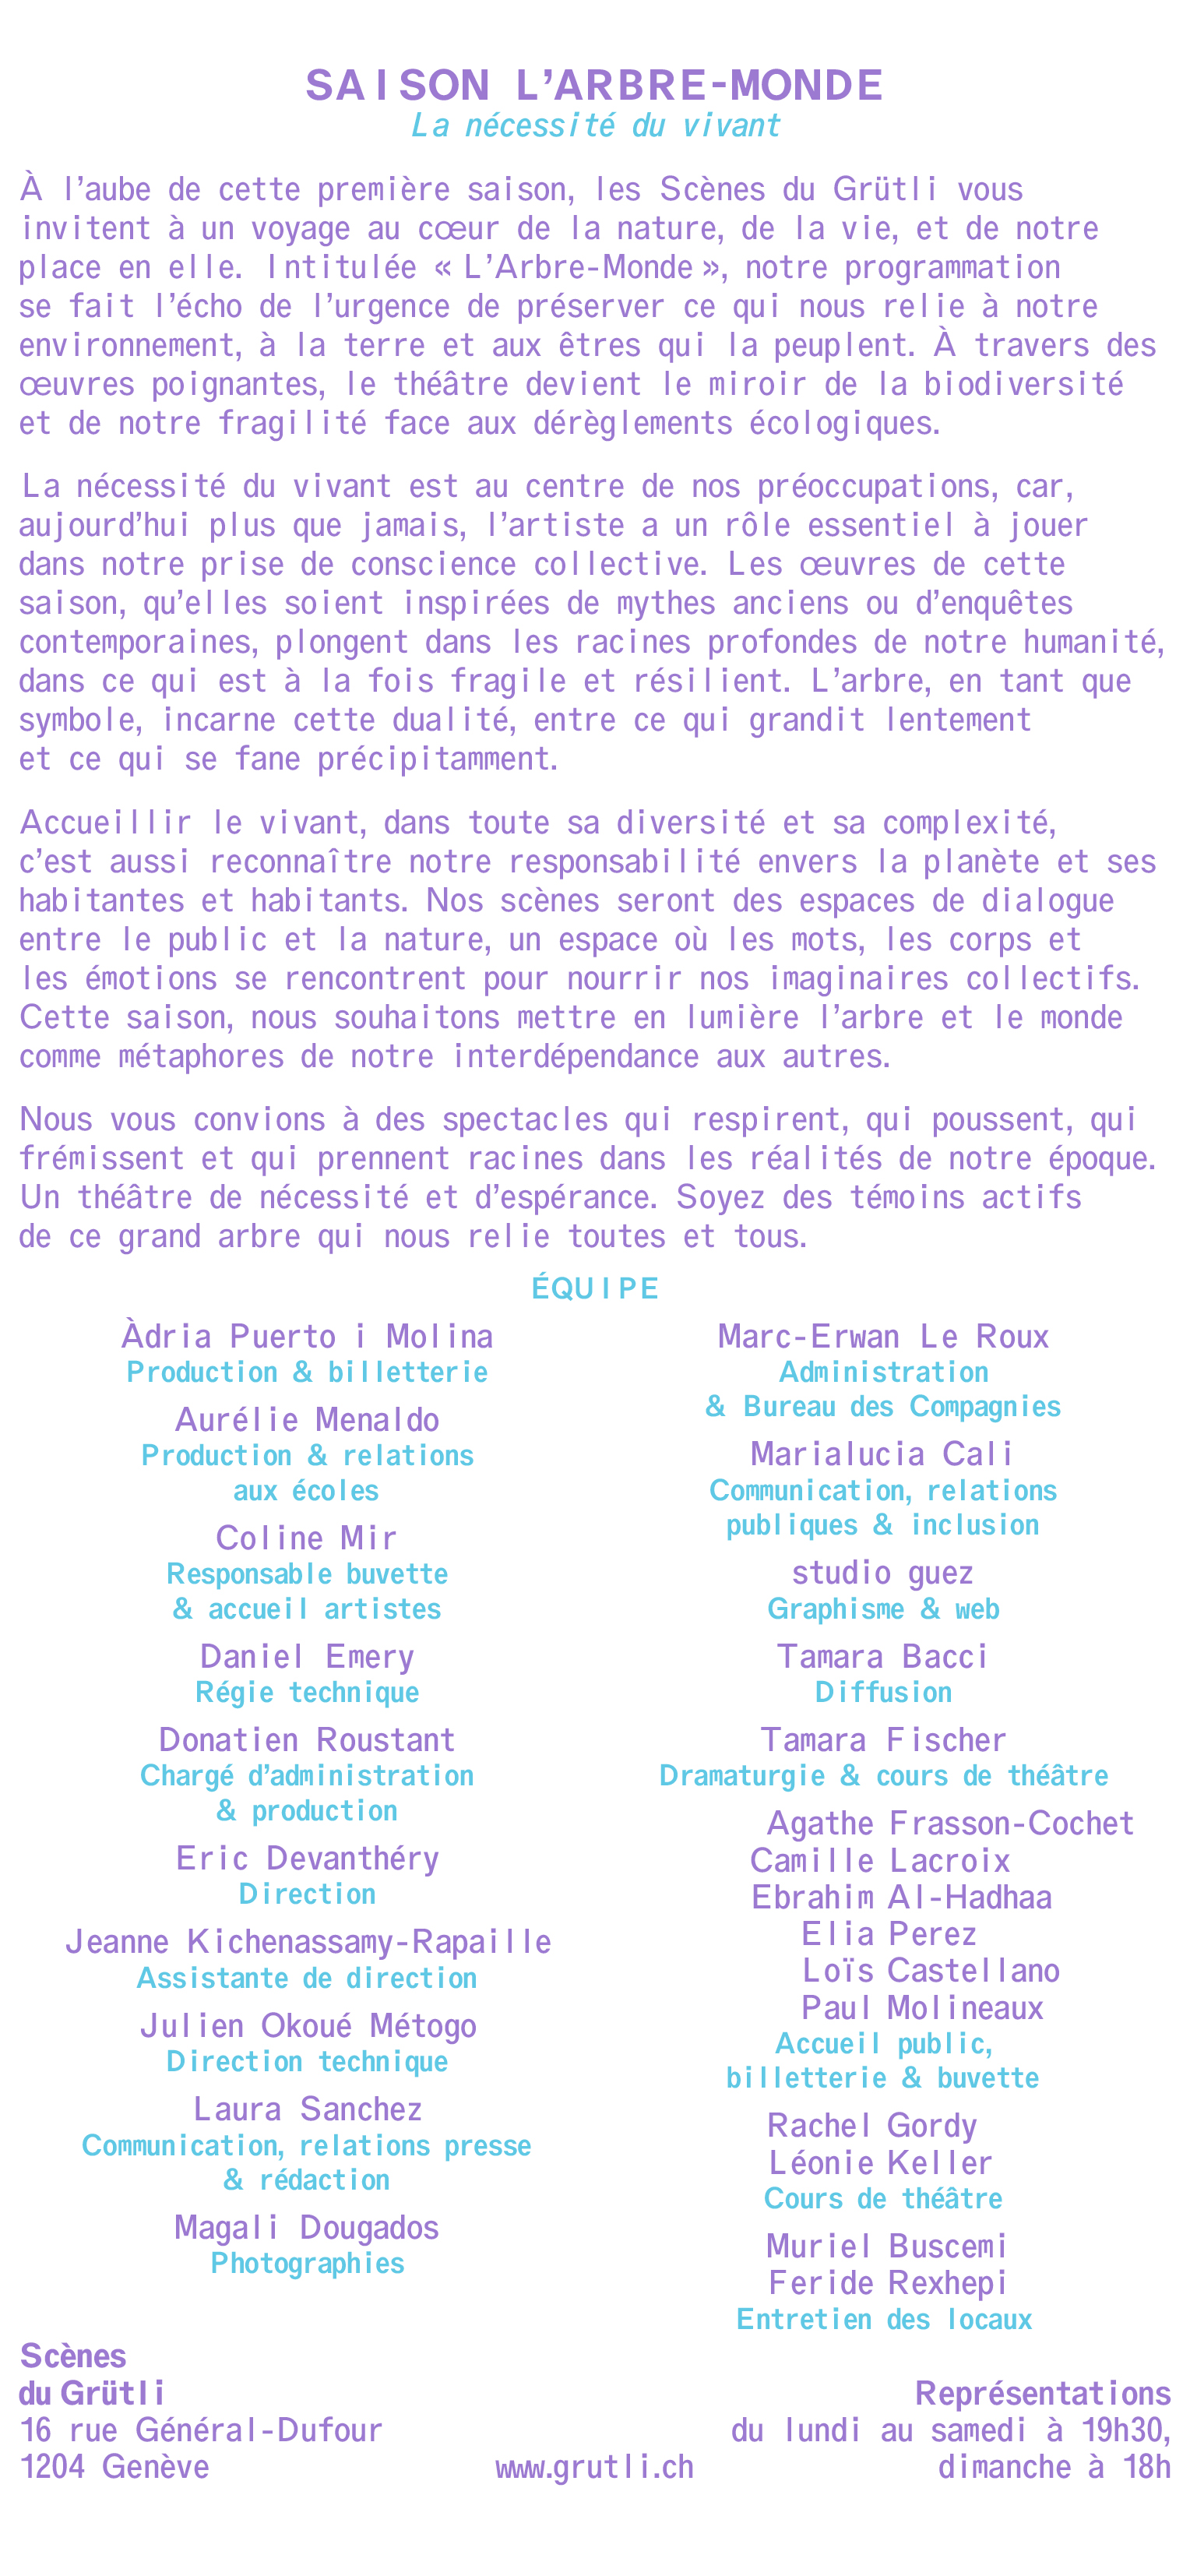 SAISON L’ARBRE-MONDE
La nécessité du vivant
À l’aube de cette première saison, les Scènes du Grütli vous
invitent à un voyage au cœur de la nature, de la vie, et de notre
place en elle. Intitulée « L’Arbre-Monde », notre programmation
se fait l’écho de l’urgence de préserver ce qui nous relie à notre
environnement, à la terre et aux êtres qui la peuplent. À travers des
œuvres poignantes, le théâtre devient le miroir de la biodiversité
et de notre fragilité face aux dérèglements écologiques.
La nécessité du vivant est au centre de nos préoccupations, car,
aujourd’hui plus que jamais, l’artiste a un rôle essentiel à jouer
dans notre prise de conscience collective. Les œuvres de cette
saison, qu’elles soient inspirées de mythes anciens ou d’enquêtes
contemporaines, plongent dans les racines profondes de notre humanité,
dans ce qui est à la fois fragile et résilient. L’arbre, en tant que
symbole, incarne cette dualité, entre ce qui grandit lentement
et ce qui se fane précipitamment.
Accueillir le vivant, dans toute sa diversité et sa complexité,
c’est aussi reconnaître notre responsabilité envers la planète et ses
habitantes et habitants. Nos scènes seront des espaces de dialogue
entre le public et la nature, un espace où les mots, les corps et
les émotions se rencontrent pour nourrir nos imaginaires collectifs.
Cette saison, nous souhaitons mettre en lumière l’arbre et le monde
comme métaphores de notre interdépendance aux autres.
Nous vous convions à des spectacles qui respirent, qui poussent, qui
frémissent et qui prennent racines dans les réalités de notre époque.
Un théâtre de nécessité et d’espérance. Soyez des témoins actifs
de ce grand arbre qui nous relie toutes et tous.
ÉQUIPE
Àdria Puerto i Molina
Production & billetterie
Aurélie Menaldo
Production & relations
aux écoles
Coline Mir
Responsable buvette
& accueil artistes
Daniel Emery
Régie technique
Donatien Roustant
Chargé d’administration
& production
Eric Devanthéry
Direction
Jeanne Kichenassamy-Rapaille
Assistante de direction
Julien Okoué Métogo
Direction technique
Laura Sanchez
Communication, relations presse
& rédaction
Magali Dougados
Photographies
Marc-Erwan Le Roux
Administration
& Bureau des Compagnies
Marialucia Cali
Communication, relations
publiques & inclusion
studio guez
Graphisme & web
Tamara Bacci
Diffusion
Tamara Fischer
Dramaturgie & cours de théâtre
Agathe Frasson-Cochet
Camille Lacroix
Ebrahim Al-Hadhaa
Elia Perez
Loïs Castellano
Paul Molineaux
Accueil public,
billetterie & buvette
Rachel Gordy
Léonie Keller
Cours de théâtre
Muriel Buscemi
Feride Rexhepi
Entretien des locaux
Scènes
du Grütli
16 rue Général-Dufour
1204 Genève
www.grutli.ch
Représentations
du lundi au samedi à 19h30,
dimanche à 18h